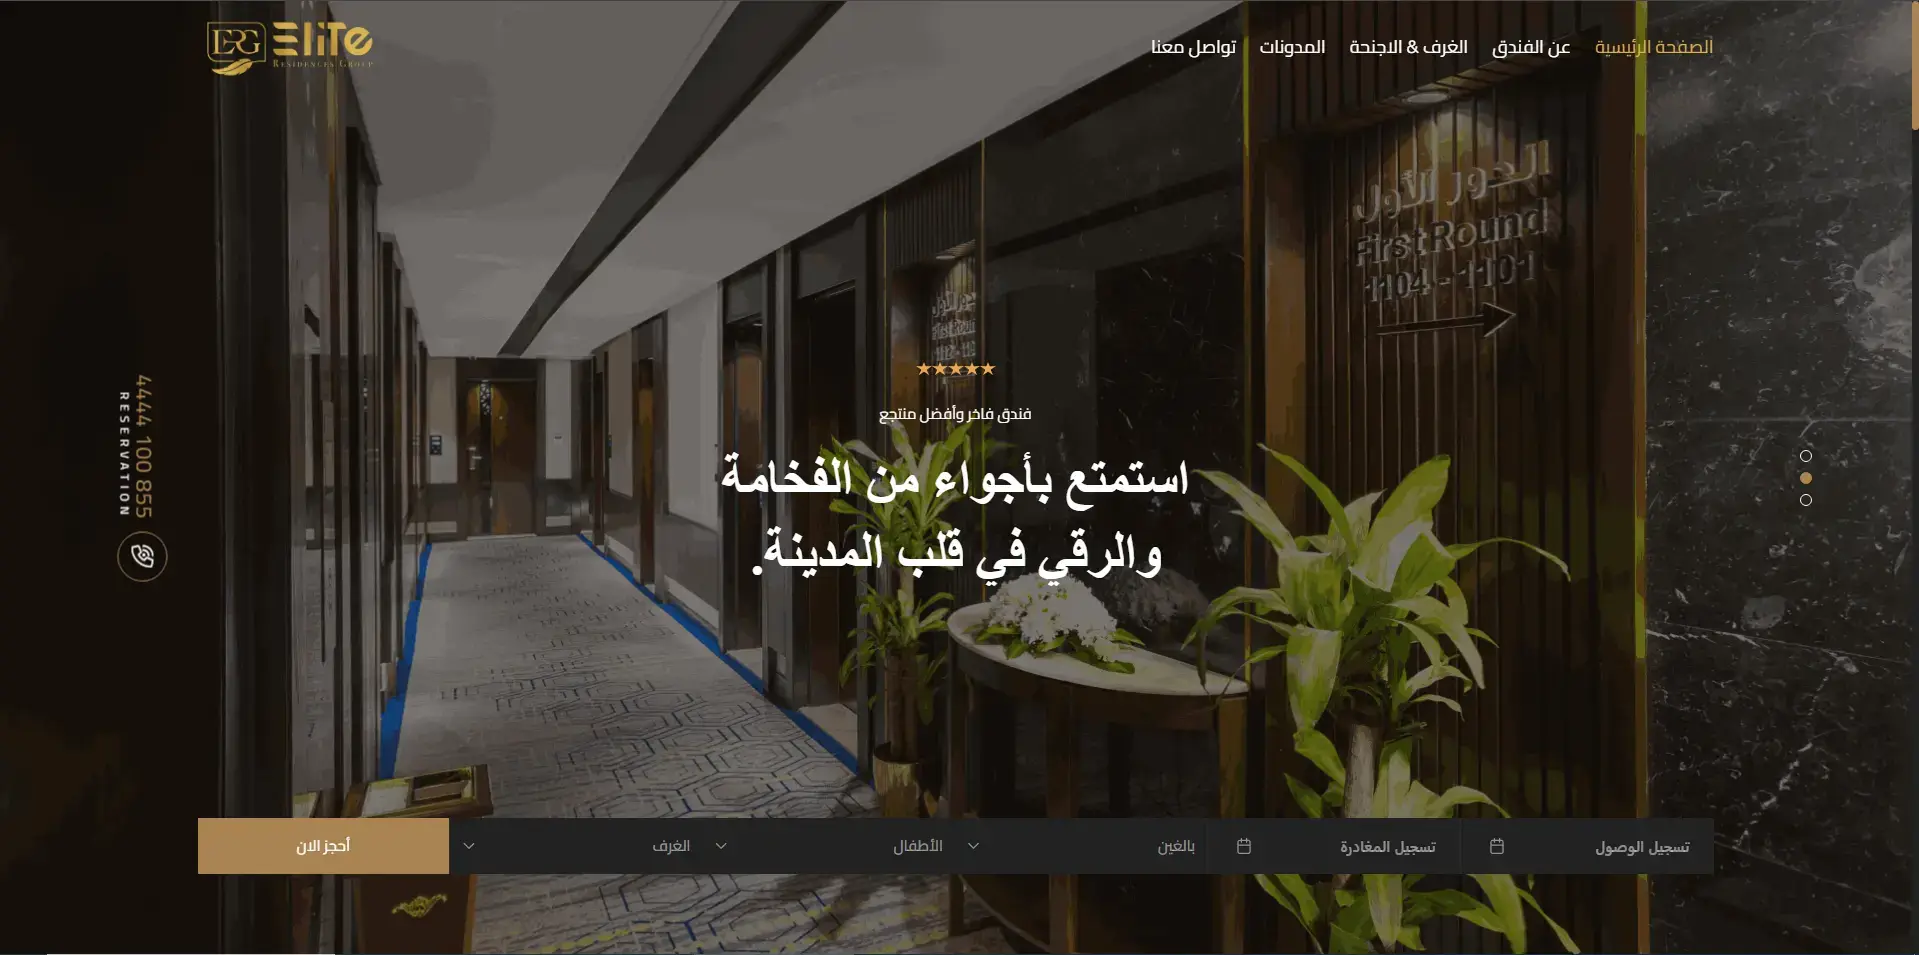 ERG Elite
RESIDENCES GROUP
الصفحة الرئيسية
عن الفندق
الغرف & الاجنحة
المدونات
تواصل معنا
الدور الأول
First Round
1104 - 1101
First Roun
فندق فاخر وأفضل منتجع
استمتع بأجواء من الفخامة
والرقي في قلب المدينة.
855 100 4444
RESERVATION
تسجيل الوصول
تسجيل المغادرة
بالغين
الأطفال
الغرف
أحجز الان